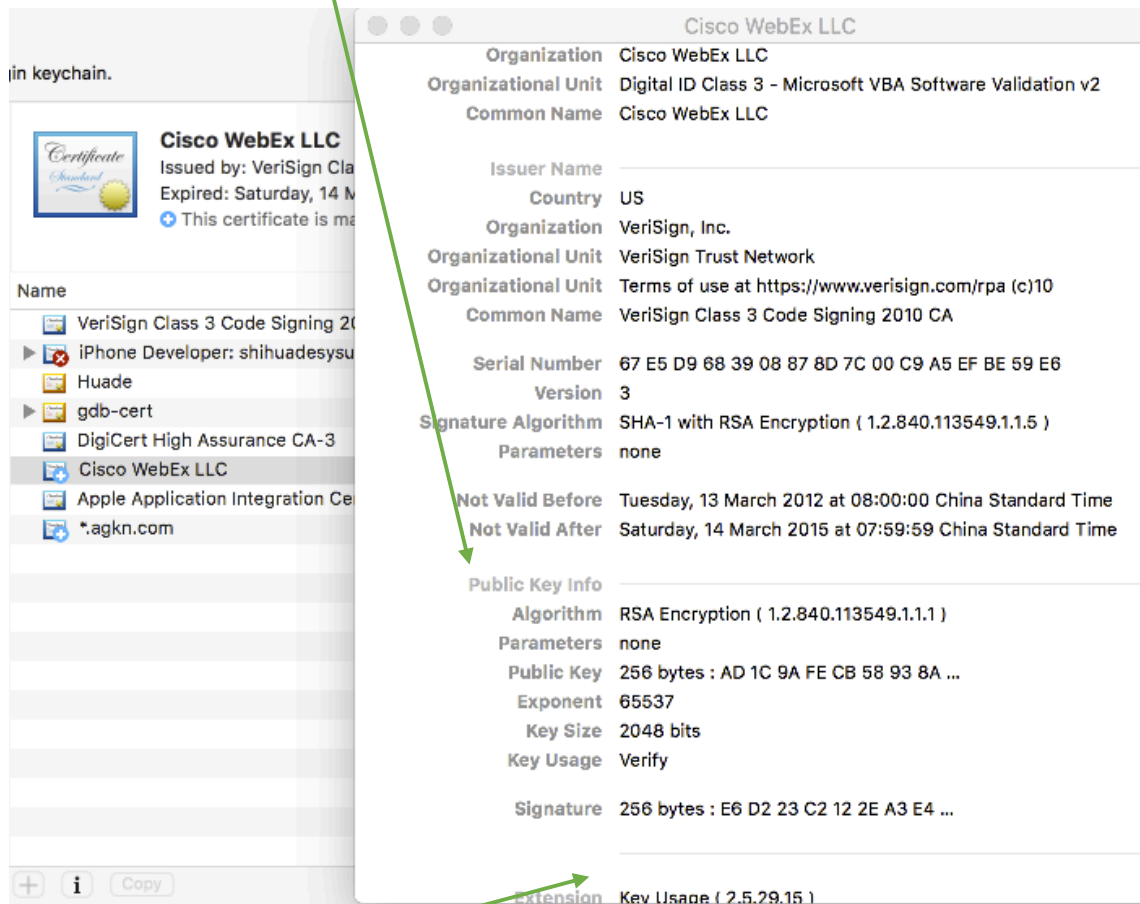 in keychain.
Cisco WebEx LLC
Issued by: VeriSign Cla
Expired: Saturday, 14 M
This certificate is ma
Certificate
Standard
Name
VeriSign Class 3 Code Signing 20
iPhone Developer: shihuadesysu
Huade
gdb-cert
DigiCert High Assurance CA-3
Cisco WebEx LLC
Apple Application Integration Ce
*.agkn.com
Copy
Cisco WebEx LLC
Organization Cisco WebEx LLC
Organizational Unit Digital ID Class 3 - Microsoft VBA Software Validation v2
Common Name Cisco WebEx LLC
Issuer Name
Country US
Organization VeriSign, Inc.
Organizational Unit VeriSign Trust Network
Organizational Unit Terms of use at https://www.verisign.com/rpa (c)10
Common Name VeriSign Class 3 Code Signing 2010 CA
Serial Number 67 E5 D9 68 39 08 87 8D 7C 00 C9 A5 EF BE 59 E6
Version 3
Signature Algorithm SHA-1 with RSA Encryption ( 1.2.840.113549.1.1.5 )
Parameters none
Not Valid Before Tuesday, 13 March 2012 at 08:00:00 China Standard Time
Not Valid After Saturday, 14 March 2015 at 07:59:59 China Standard Time
Public Key Info
Algorithm RSA Encryption ( 1.2.840.113549.1.1.1 )
Parameters none
Public Key 256 bytes : AD 1C 9A FE CB 58 93 8A ...
Exponent 65537
Key Size 2048 bits
Key Usage Verify
Signature 256 bytes : E6 D2 23 C2 12 2E A3 E4 ...
Extension Key Usage ( 2.5.29.15 )